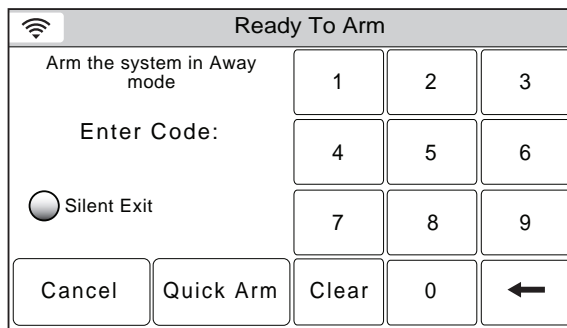 Ready To Arm
Arm the system in Away
mode
Enter Code:
Silent Exit
1 2 3
4 5 6
7 8 9
Cancel Quick Arm Clear 0